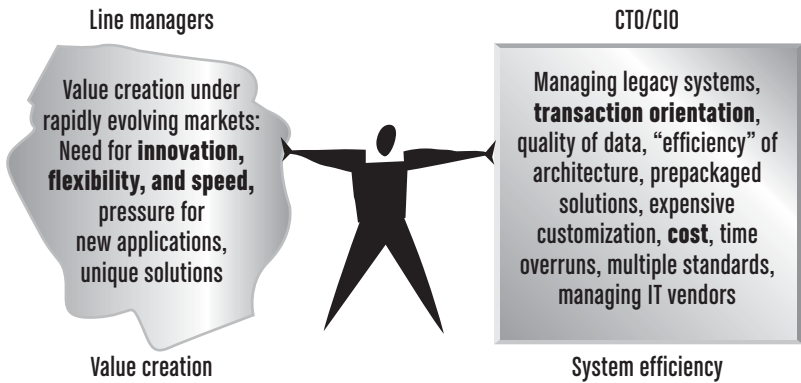 Line managers
Value creation under
rapidly evolving markets:
Need for innovation,
flexibility, and speed,
pressure for
new applications,
unique solutions
Value creation
CTO/CIO
Managing legacy systems,
transaction orientation,
quality of data, “efficiency” of
architecture, prepackaged
solutions, expensive
customization, cost, time
overruns, multiple standards,
managing IT vendors
System efficiency